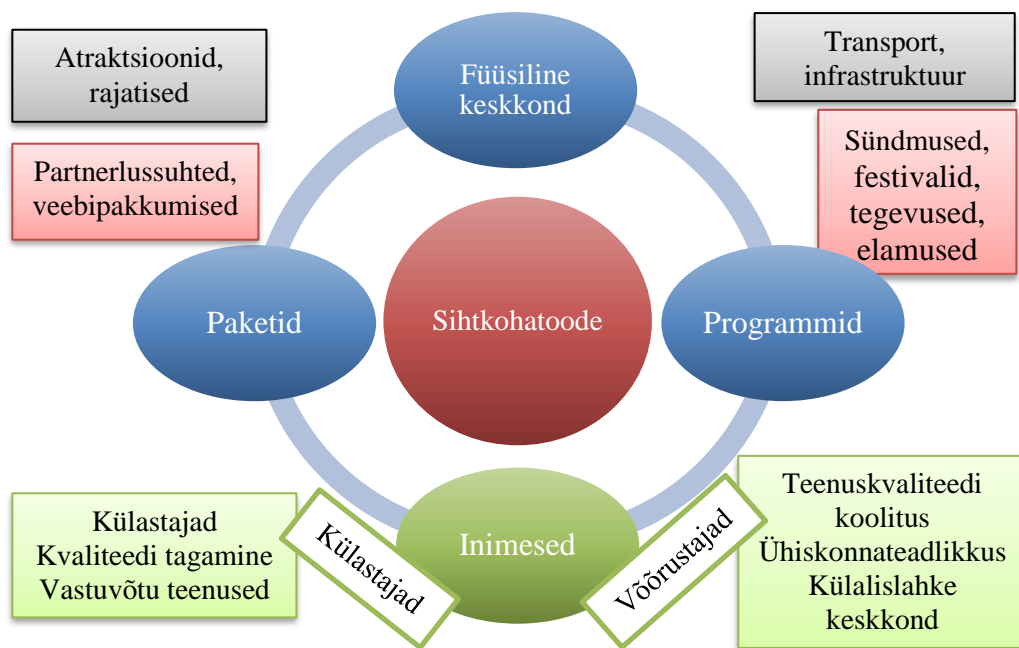 Atraktsioonid,
rajatised
Füüsiline
keskkond
Transport,
infrastruktuur
Partnerlussuhted,
veebipakkumised
Sündmused,
festivalid,
tegevused,
elamused
Paketid
Sihtkohatoode
Programmid
Külastajad
Kvaliteedi tagamine
Vastuvõtu teenused
Külastajad
Inimesed
Võõrustajad
Teenuskvaliteedi
koolitus
Ühiskonnateadlikkus
Külalislahke
keskkond